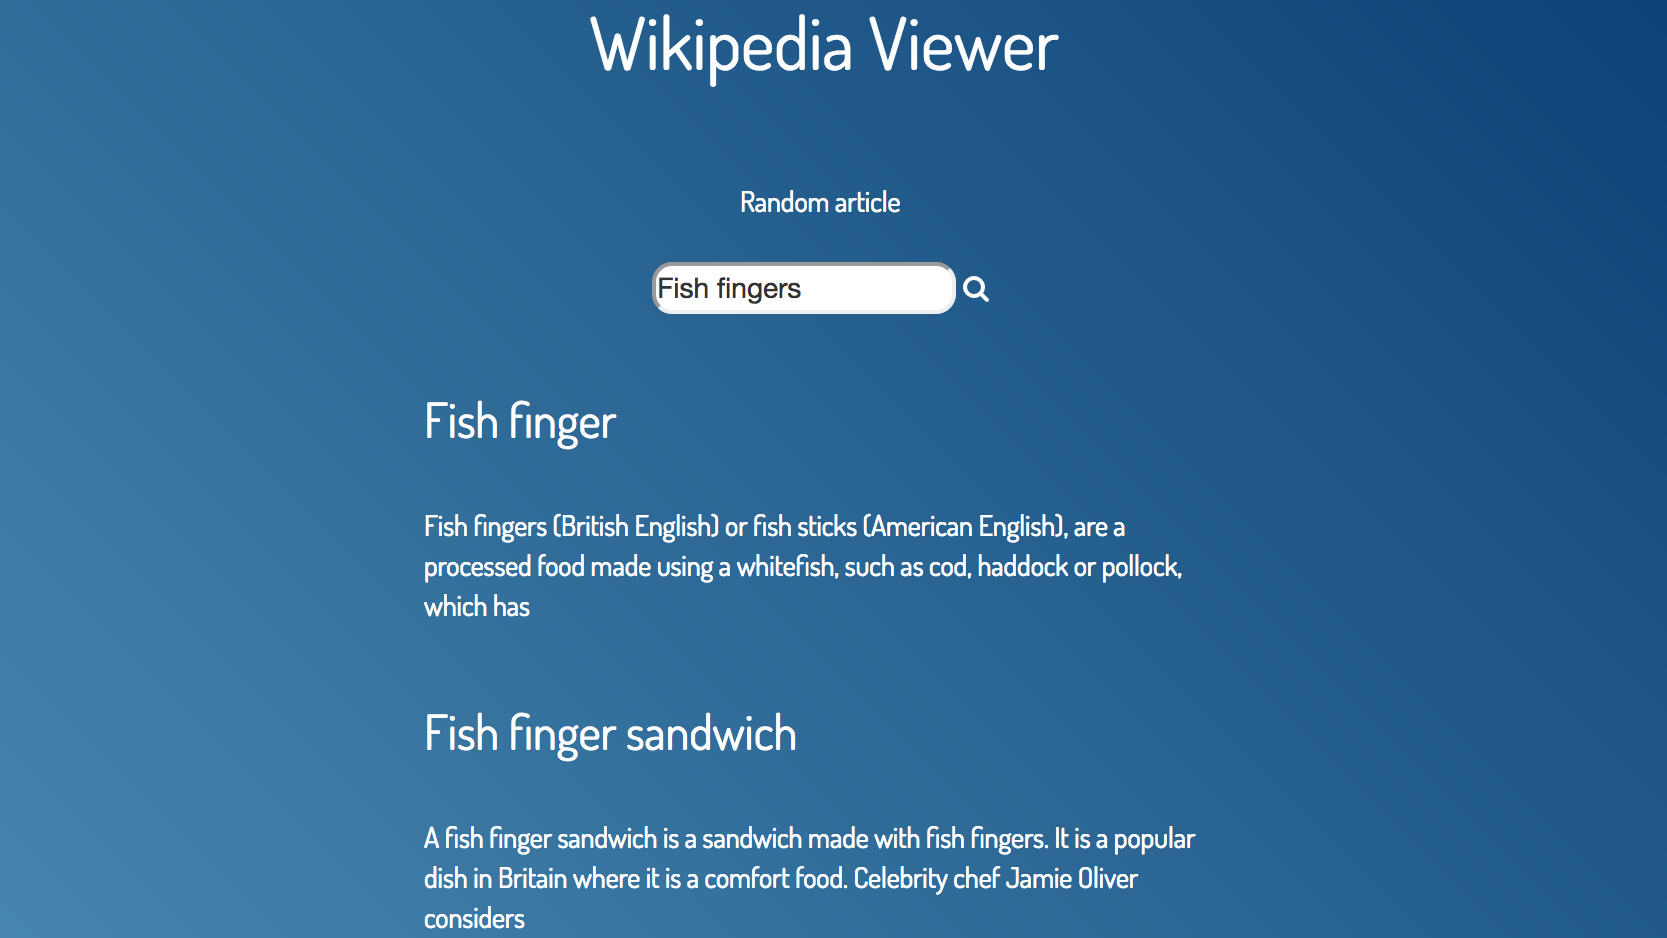 Wikipedia Viewer
Random article
Fish fingers
Fish finger
Fish fingers (British English) or fish sticks (American English), are a
processed food made using a whitefish, such as cod, haddock or pollock,
which has
Fish finger sandwich
A fish finger sandwich is a sandwich made with fish fingers. It is a popular
dish in Britain where it is a comfort food. Celebrity chef Jamie Oliver
considers